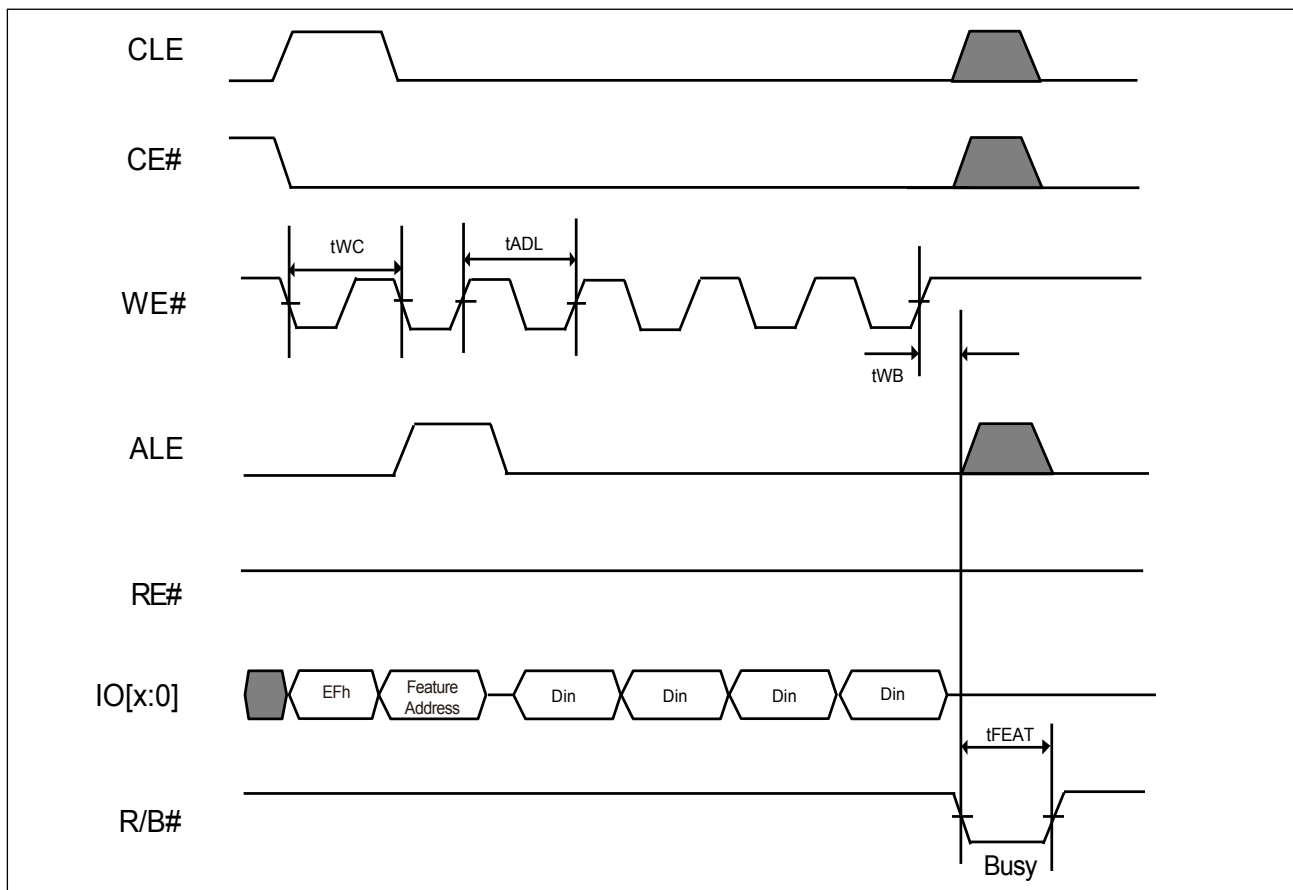 CLE
CE#
tWC
tADL
WE#
tWB
ALE
RE#
IO[x:0]
EFh
Feature
Address
Din
Din
Din
Din
tFEAT
R/B#
Busy